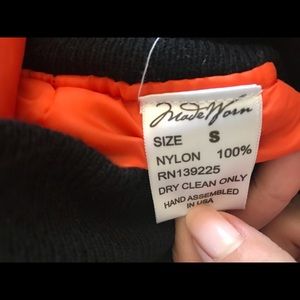 MadeWorn
SIZE S
NYLON 100%
RN139225
DRY CLEAN ONLY
HAND ASSEMBLED
IN USA